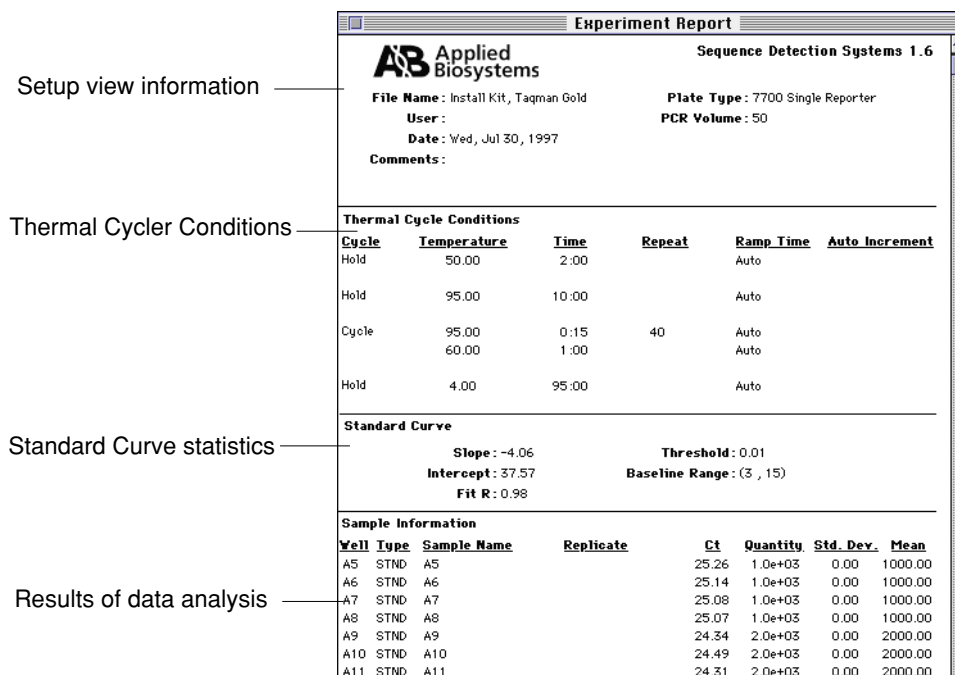 Experiment Report
Applied Biosystems
Sequence Detection Systems 1.6
Setup view information
File Name: Install Kit, Taqman Gold Plate Type: 7700 Single Reporter
User: PCR Volume: 50
Date: Wed, Jul 30, 1997
Comments:
Thermal Cycler Conditions
Thermal Cycle Conditions
Cycle Temperature Time Repeat Ramp Time Auto Increment
Hold 50.00 2:00 Auto
Hold 95.00 10:00 Auto
Cycle 95.00 0:15 40 Auto
60.00 1:00 Auto
Hold 4.00 95:00 Auto
Standard Curve statistics
Standard Curve
Slope: -4.06 Threshold: 0.01
Intercept: 37.57 Baseline Range: (3 , 15)
Fit R: 0.98
Sample Information
Well Type Sample Name Replicate Ct Quantity Std. Dev. Mean
A5 STND A5 25.26 1.0e+03 0.00 1000.00
A6 STND A6 25.14 1.0e+03 0.00 1000.00
Results of data analysis
A7 STND A7 25.08 1.0e+03 0.00 1000.00
A8 STND A8 25.07 1.0e+03 0.00 1000.00
A9 STND A9 24.34 2.0e+03 0.00 2000.00
A10 STND A10 24.49 2.0e+03 0.00 2000.00
A11 STND A11 24.31 2.0e+03 0.00 2000.00